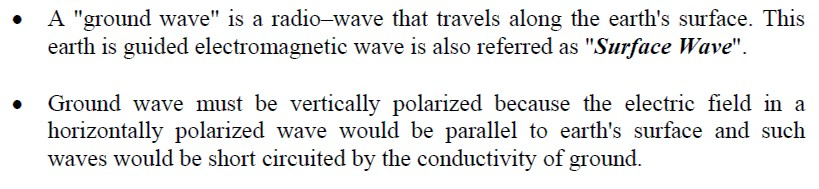 • A "ground wave" is a radio–wave that travels along the earth's surface. This
earth is guided electromagnetic wave is also referred as "Surface Wave".
• Ground wave must be vertically polarized because the electric field in a
horizontally polarized wave would be parallel to earth's surface and such
waves would be short circuited by the conductivity of ground.